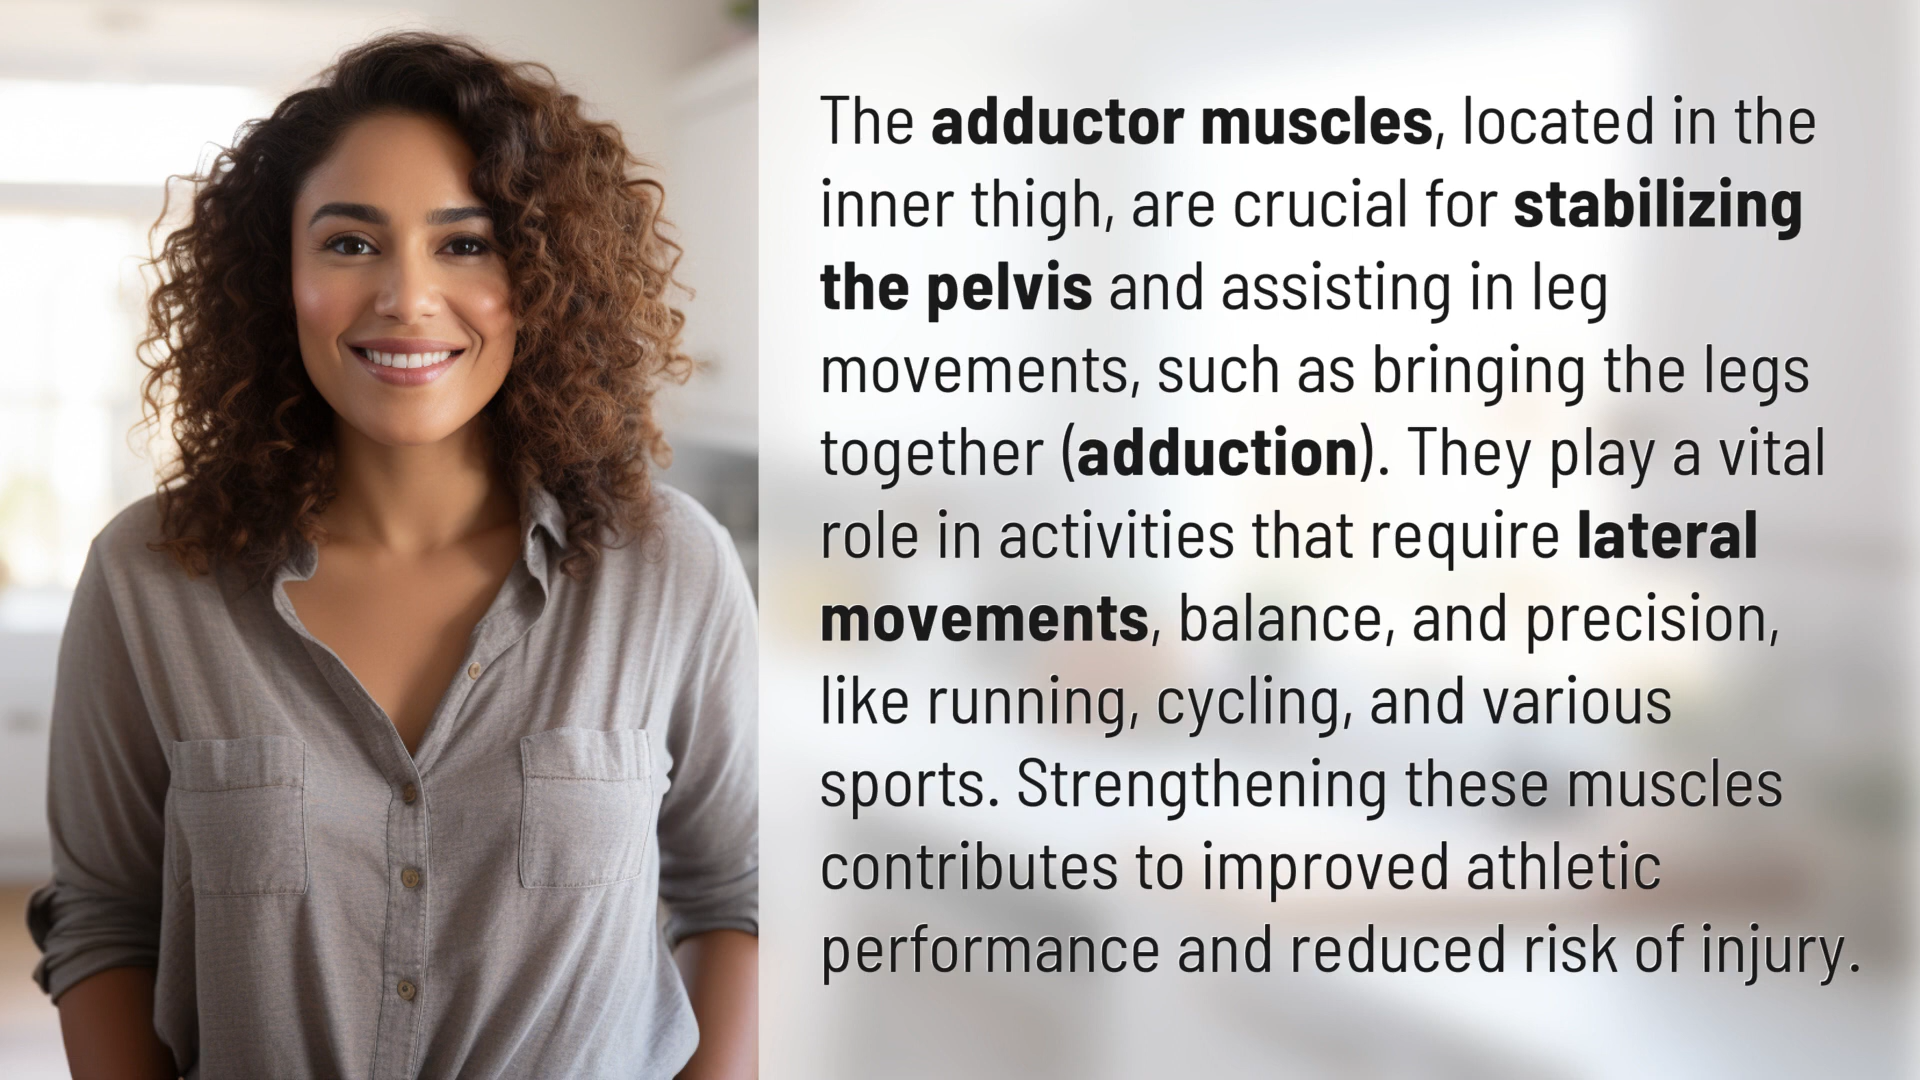 The adductor muscles, located in the
inner thigh, are crucial for stabilizing
the pelvis and assisting in leg
movements, such as bringing the legs
together (adduction). They play a vital
role in activities that require lateral
movements, balance, and precision,
like running, cycling, and various
sports. Strengthening these muscles
contributes to improved athletic
performance and reduced risk of injury.